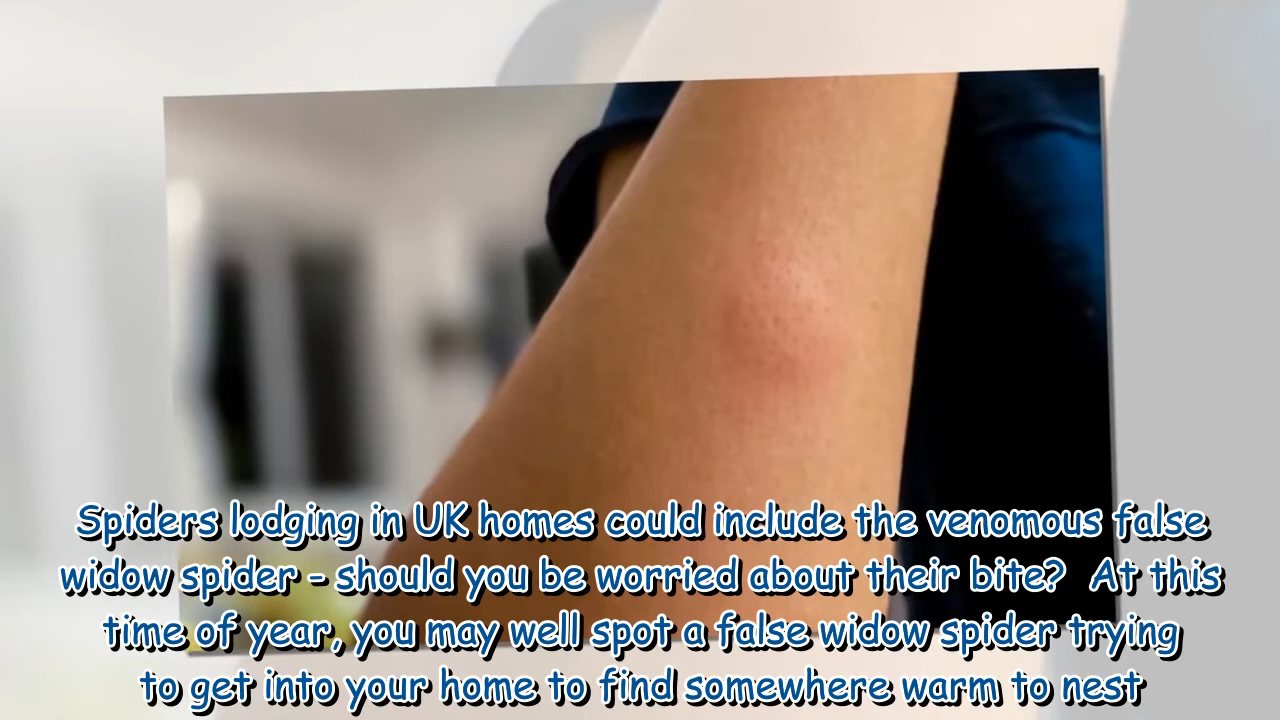 Spiders lodging in UK homes could include the venomous false
widow spider - should you be worried about their bite? At this
time of year, you may well spot a false widow spider trying
to get into your home to find somewhere warm to nest